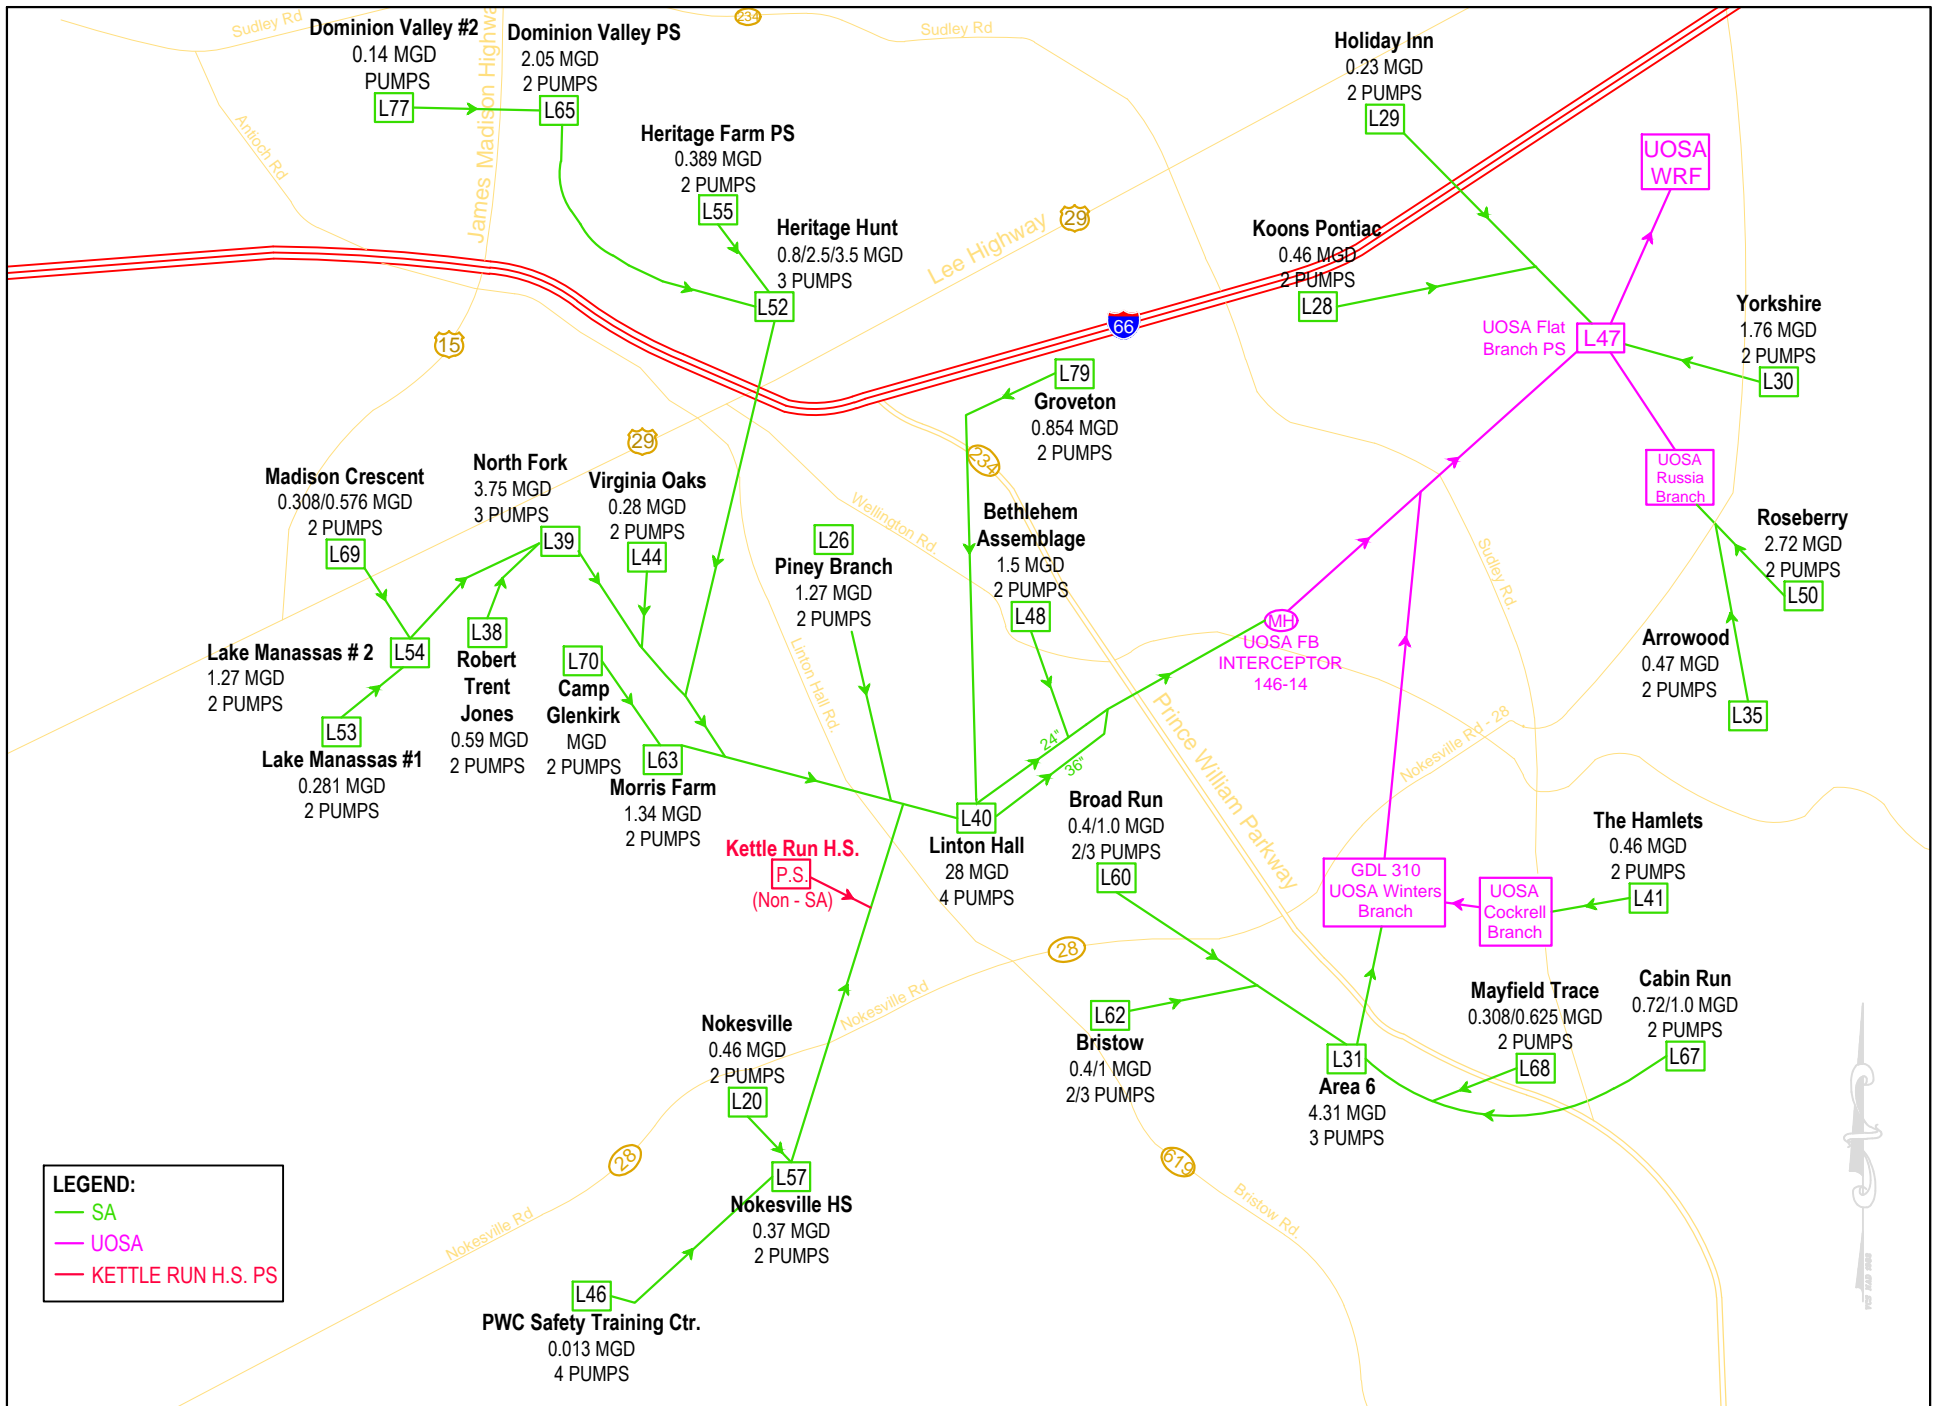 Sudley Rd
Dominion Valley #2
0.14 MGD
PUMPS
L77
James Madison Highway
Dominion Valley PS
2.05 MGD
2 PUMPS
L65
234
Sudley Rd
Holiday Inn
0.23 MGD
2 PUMPS
L29
Antioch Rd
Heritage Farm PS
0.389 MGD
2 PUMPS
L55
UOSA
WRF
Heritage Hunt
0.8/2.5/3.5 MGD
3 PUMPS
L52
Lee Highway
29
Koons Pontiac
0.46 MGD
2 PUMPS
L28
66
15
UOSA Flat
Branch PS
L47
Yorkshire
1.76 MGD
2 PUMPS
L30
L79
Groveton
0.854 MGD
2 PUMPS
29
234
Madison Crescent
0.308/0.576 MGD
2 PUMPS
L69
North Fork
3.75 MGD
3 PUMPS
L39
Virginia Oaks
0.28 MGD
2 PUMPS
L44
Wellington Rd.
L26
Piney Branch
1.27 MGD
2 PUMPS
Bethlehem
Assemblage
1.5 MGD
2 PUMPS
L48
UOSA
Russia
Branch
Roseberry
2.72 MGD
2 PUMPS
L50
Sudley Rd.
L38
Robert
Trent
Jones
0.59 MGD
2 PUMPS
Lake Manassas # 2
1.27 MGD
2 PUMPS
L54
L70
Camp
Glenkirk
MGD
2 PUMPS
Linton Hall Rd.
MH
UOSA FB
INTERCEPTOR
146-14
Arrowood
0.47 MGD
2 PUMPS
L35
L53
Lake Manassas #1
0.281 MGD
2 PUMPS
L63
Morris Farm
1.34 MGD
2 PUMPS
24"
36"
Prince William Parkway
Nokesville Rd - 28
L40
Linton Hall
28 MGD
4 PUMPS
Broad Run
0.4/1.0 MGD
2/3 PUMPS
L60
The Hamlets
0.46 MGD
2 PUMPS
L41
Kettle Run H.S.
P.S.
(Non - SA)
GDL 310
UOSA Winters
Branch
UOSA
Cockrell
Branch
28
Nokesville Rd
L62
Bristow
0.4/1 MGD
2/3 PUMPS
Mayfield Trace
0.308/0.625 MGD
2 PUMPS
L68
Cabin Run
0.72/1.0 MGD
2 PUMPS
L67
Nokesville
0.46 MGD
2 PUMPS
L20
L31
Area 6
4.31 MGD
3 PUMPS
28
619
L57
Nokesville HS
0.37 MGD
2 PUMPS
Nokesville Rd
Bristow Rd.
LEGEND:
SA
UOSA
KETTLE RUN H.S. PS
L46
PWC Safety Training Ctr.
0.013 MGD
4 PUMPS